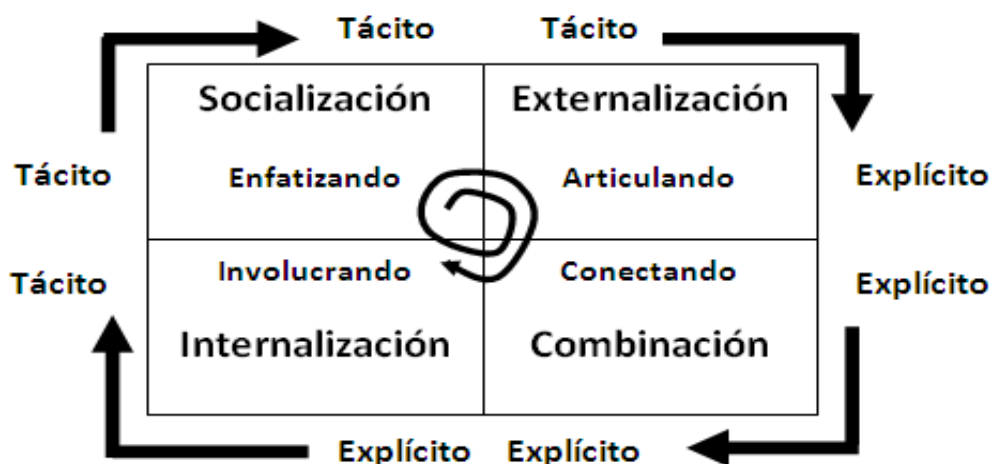 Tácito Tácito
Socialización Externalización
Tácito Enfatizando Articulando Explícito
Tácito Involucrando Conectando Explícito
Internalización Combinación
Explícito Explícito